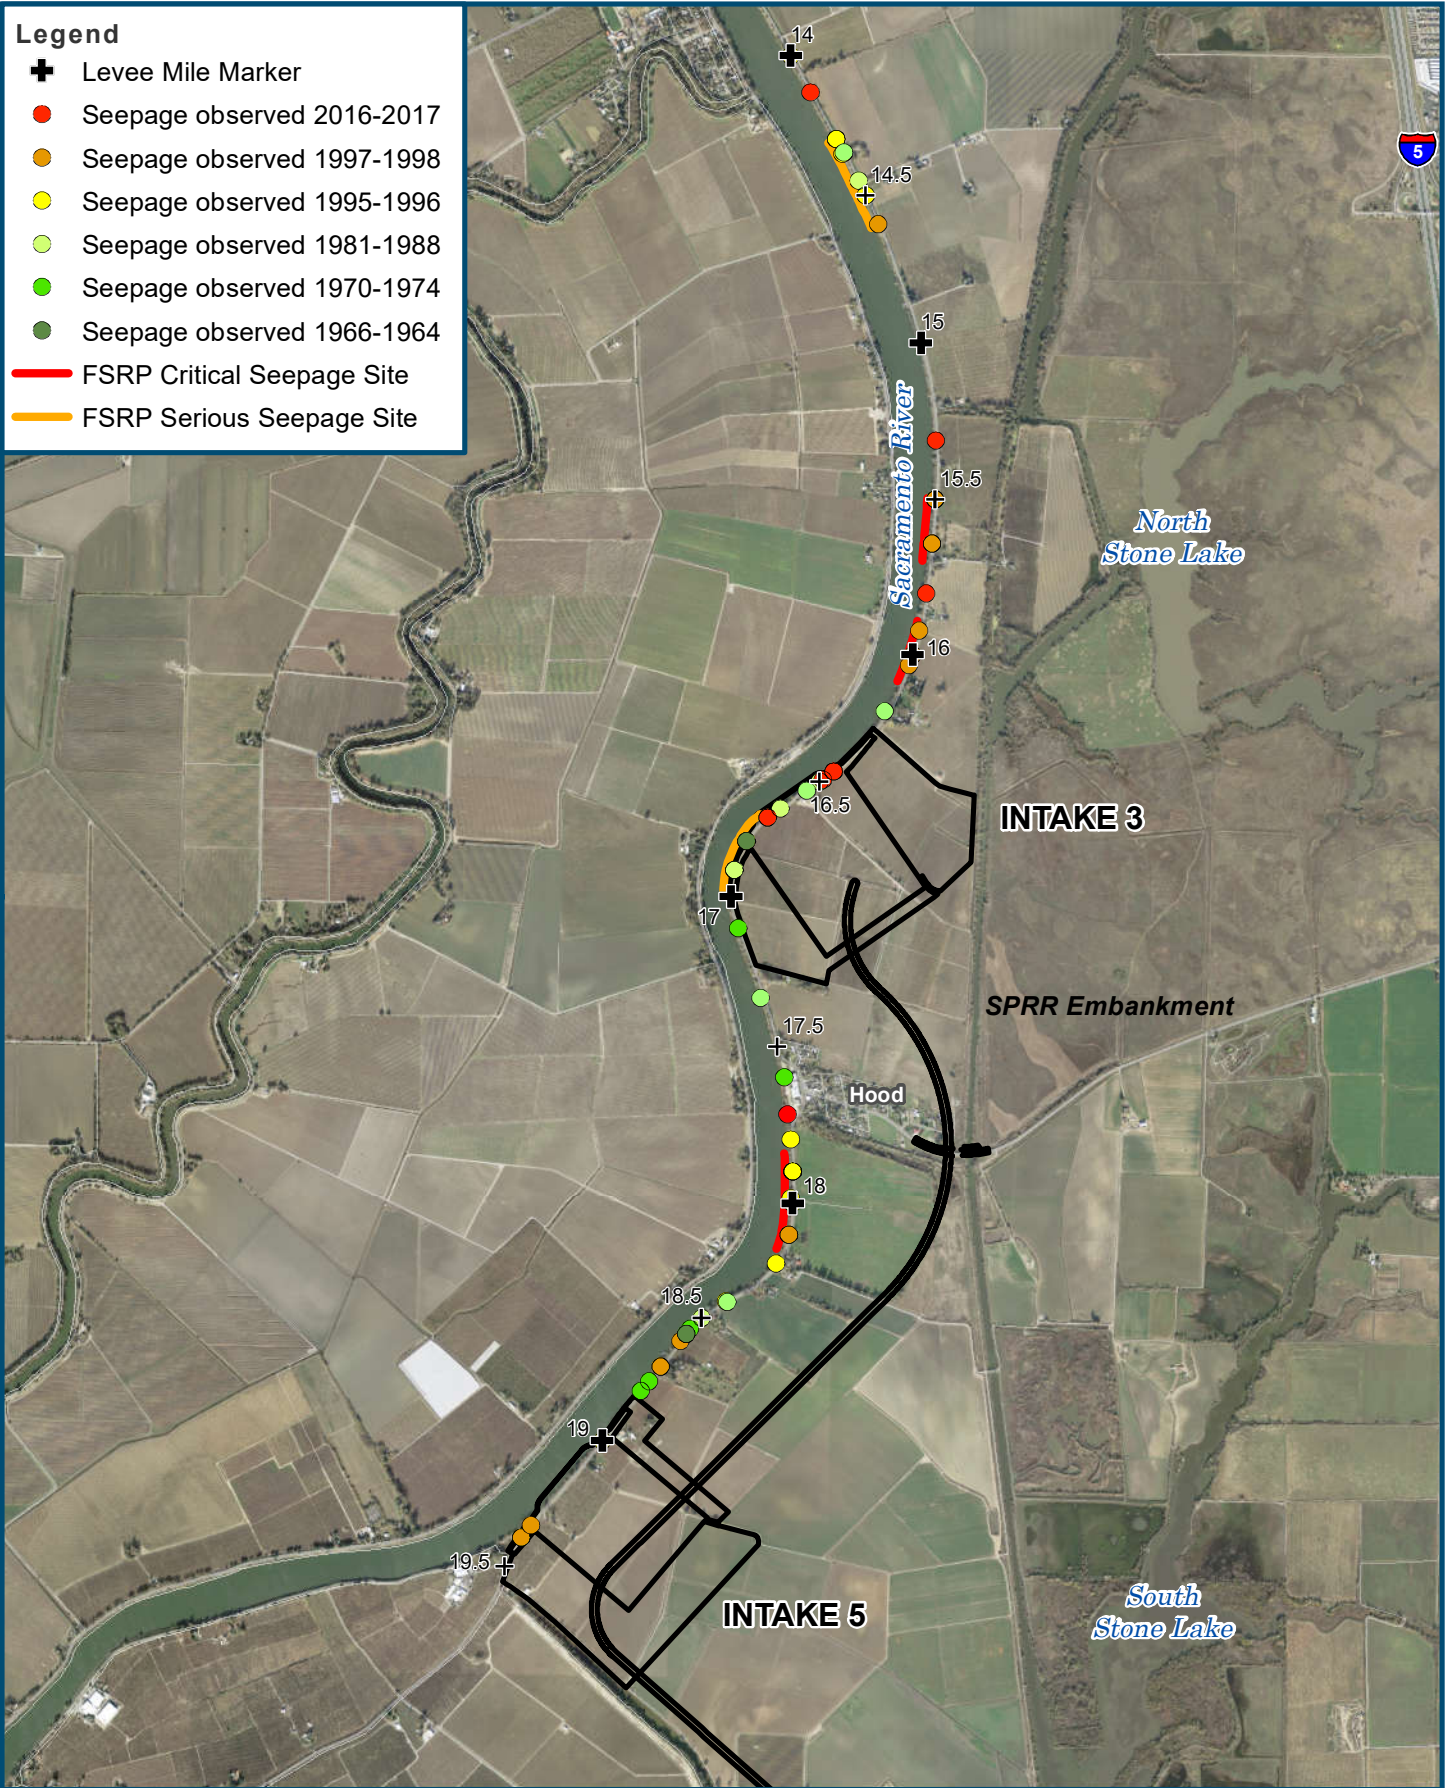 Legend
Levee Mile Marker
Seepage observed 2016-2017
Seepage observed 1997-1998
Seepage observed 1995-1996
Seepage observed 1981-1988
Seepage observed 1970-1974
Seepage observed 1966-1964
FSRP Critical Seepage Site
FSRP Serious Seepage Site
14
5
14.5
15
Sacramento River
15.5
North
Stone Lake
16
16.5
INTAKE 3
17
SPRR Embankment
17.5
Hood
18
18.5
19
19.5
INTAKE 5
South
Stone Lake